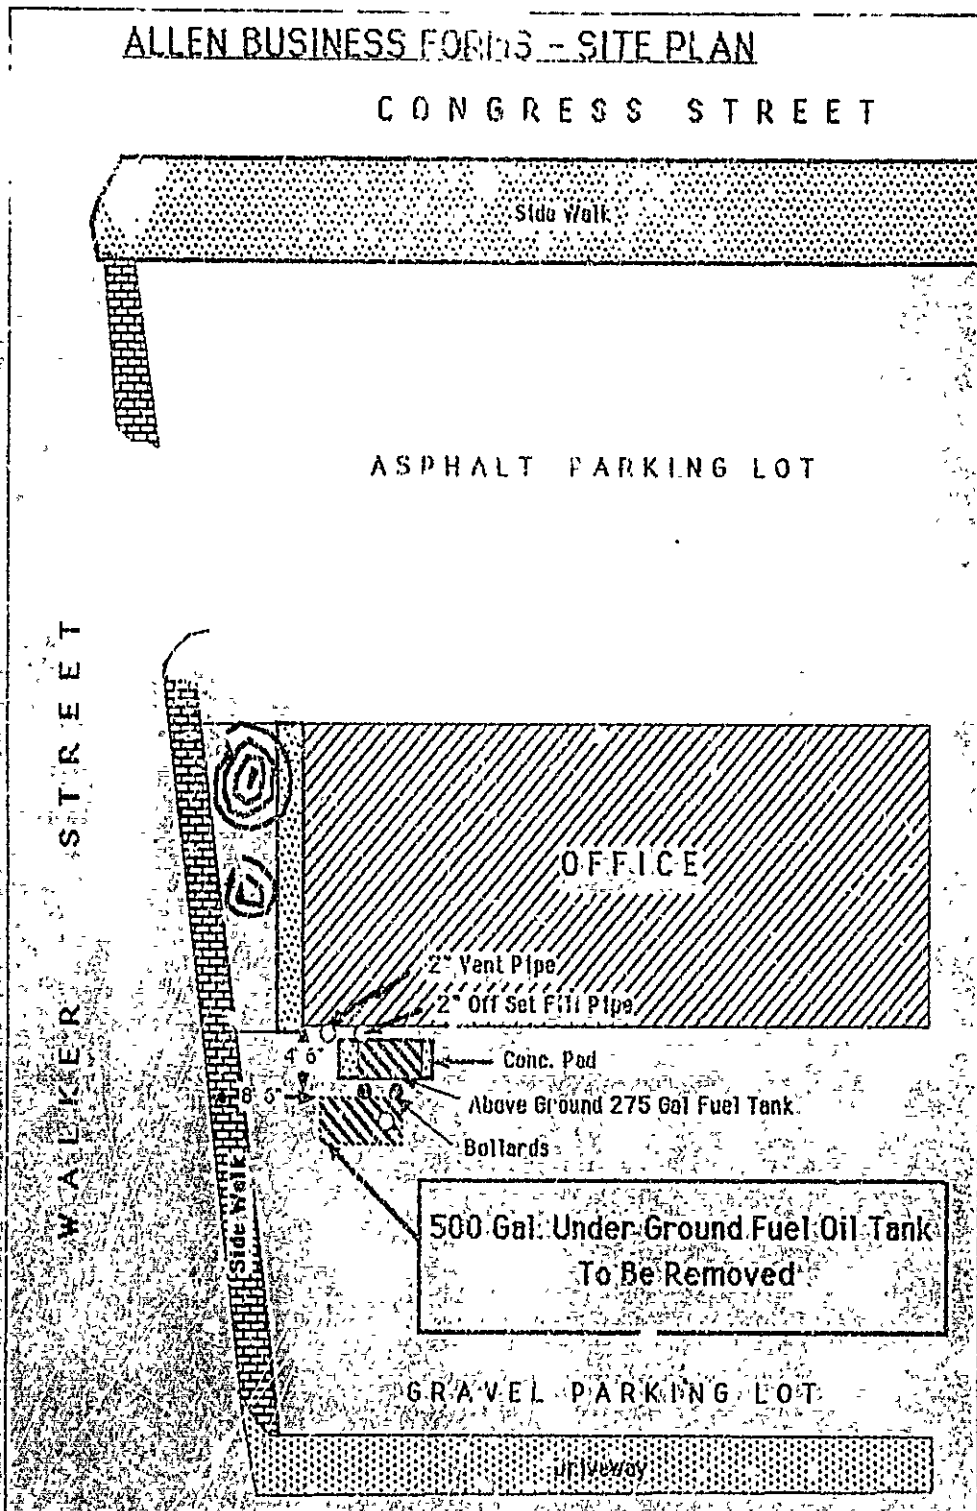 ALLEN BUSINESS FORMS - SITE PLAN
CONGRESS STREET
Side Walk
ASPHALT PARKING LOT
WALKER STREET
OFFICE
2" Vent Pipe
2" Off Set Fill Pipe
4' 6"
Conc. Pad
8' 6"
Above Ground 275 Gal Fuel Tank
Bollards
Side Walk
500 Gal. Under Ground Fuel Oil Tank
To Be Removed
GRAVEL PARKING LOT
Driveway